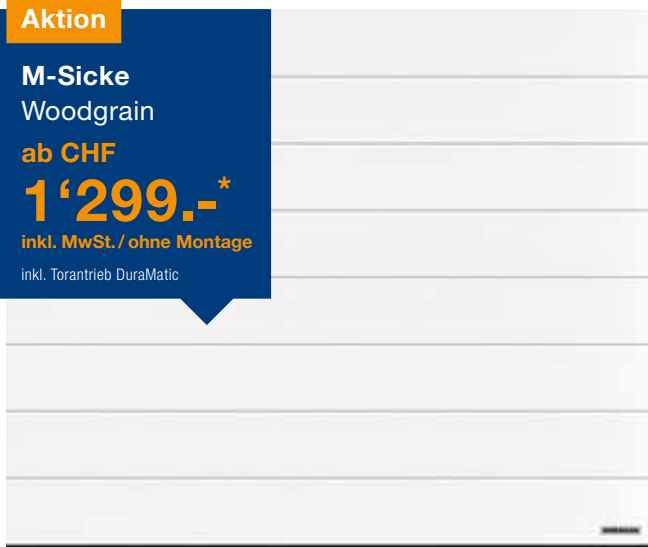 Aktion
M-Sicke
Woodgrain
ab CHF
1‘299.-*
inkl. MwSt. / ohne Montage
inkl. Torantrieb DuraMatic